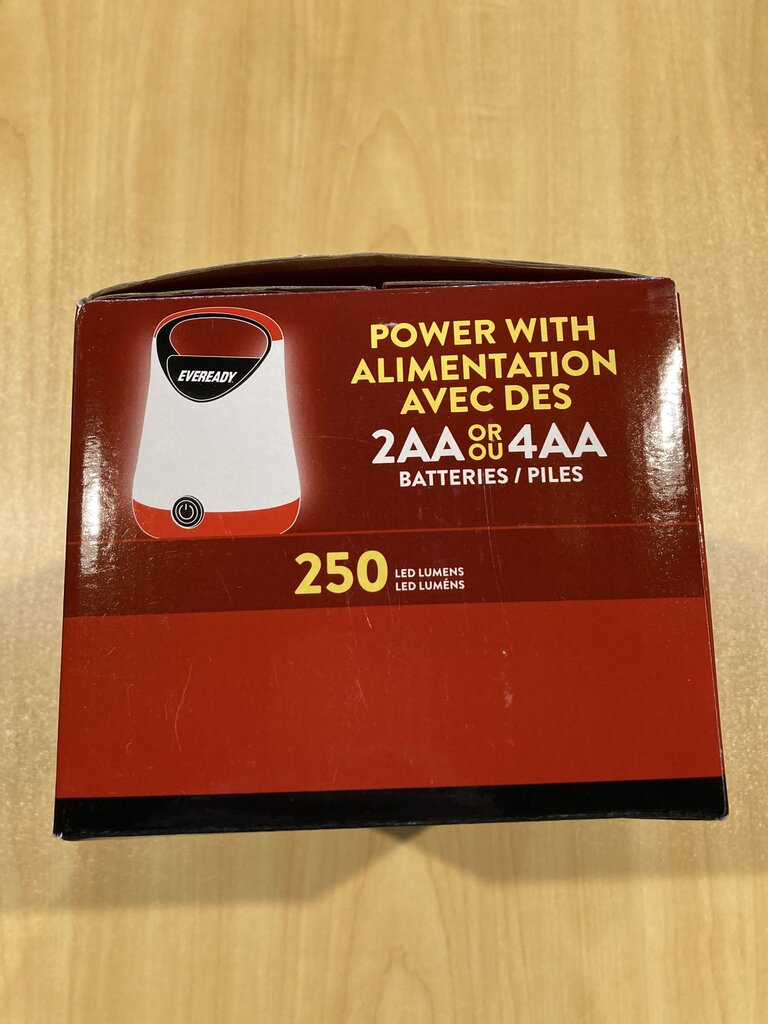 EVEREADY
POWER WITH
ALIMENTATION
AVEC DES
2AA OR OU 4AA
BATTERIES / PILES
250 LED LUMENS
LED LUMÉNS